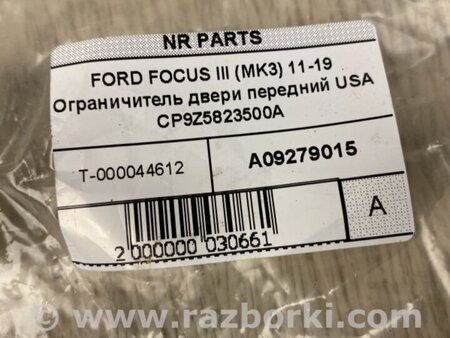 NR PARTS
FORD FOCUS III (MK3) 11-19
Ограничитель двери передний USA
CP9Z5823500A
T-000044612
A09279015
A
2 000000 030661
© www.razborki.com